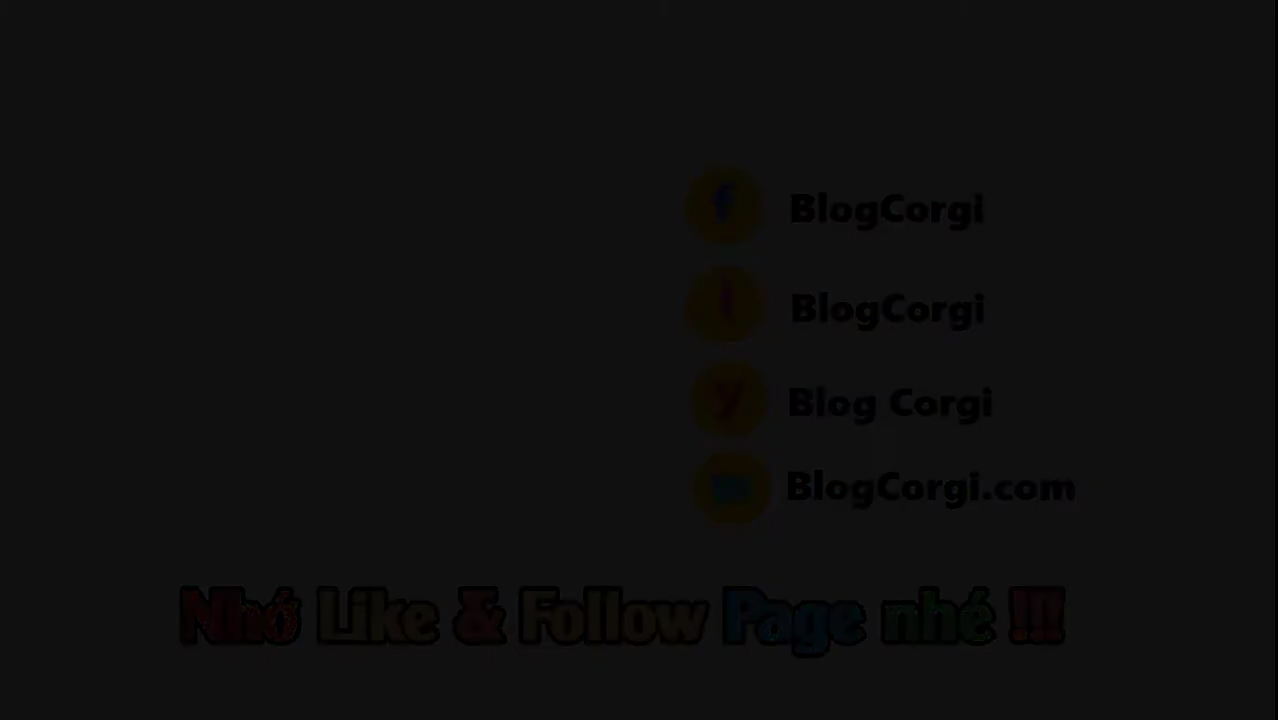 f BlogCorgi
i BlogCorgi
y Blog Corgi
w BlogCorgi.com
Nhớ Like & Follow Page nhé !!!